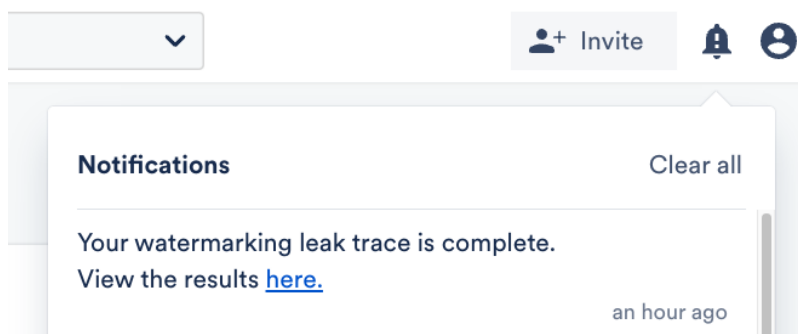 Invite
Notifications
Clear all
Your watermarking leak trace is complete.
View the results here.
an hour ago